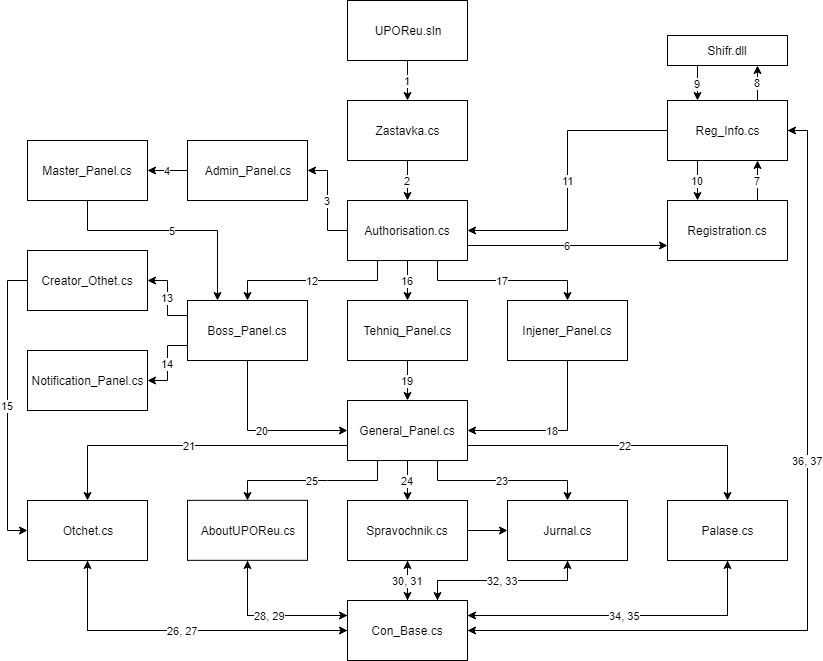 UPOReu.sln
Shifr.dll
1
9
8
Zastavka.cs
Reg_Info.cs
Master_Panel.cs
4
Admin_Panel.cs
2
11
10
7
3
5
Authorisation.cs
Registration.cs
6
Creator_Othet.cs
12
16
17
13
Boss_Panel.cs
Tehniq_Panel.cs
Injener_Panel.cs
14
Notification_Panel.cs
19
15
20
General_Panel.cs
18
21
22
36, 37
25
24
23
Otchet.cs
AboutUPOReu.cs
Spravochnik.cs
Jurnal.cs
Palase.cs
30, 31
32, 33
28, 29
34, 35
26, 27
Con_Base.cs